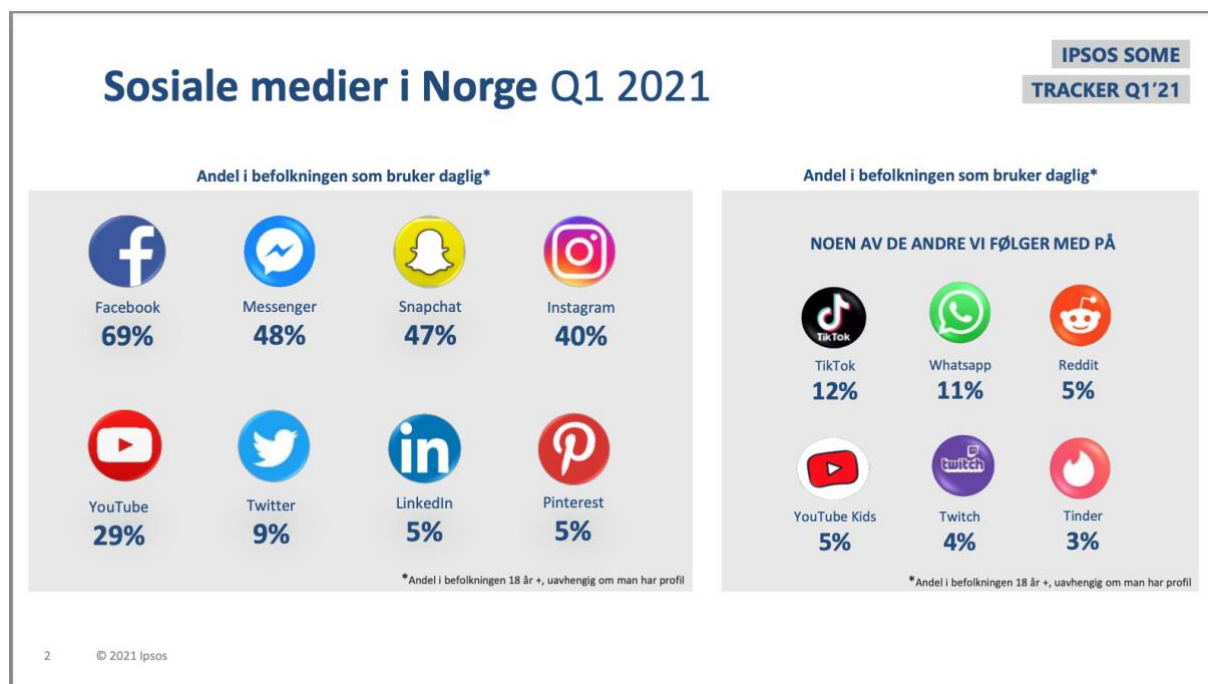 Sosiale medier i Norge Q1 2021
IPSOS SOME
TRACKER Q1'21
Andel i befolkningen som bruker daglig*
Facebook Messenger Snapchat Instagram
69% 48% 47% 40%
in
YouTube Twitter LinkedIn Pinterest
29% 9% 5% 5%
*Andel i befolkningen 18 år +, uavhengig om man har profil
Andel i befolkningen som bruker daglig*
NOEN AV DE ANDRE VI FØLGER MED PÅ
TikTok
TikTok Whatsapp Reddit
12% 11% 5%
twitch
YouTube Kids Twitch Tinder
5% 4% 3%
*Andel i befolkningen 18 år +, uavhengig om man har profil
2 © 2021 Ipsos